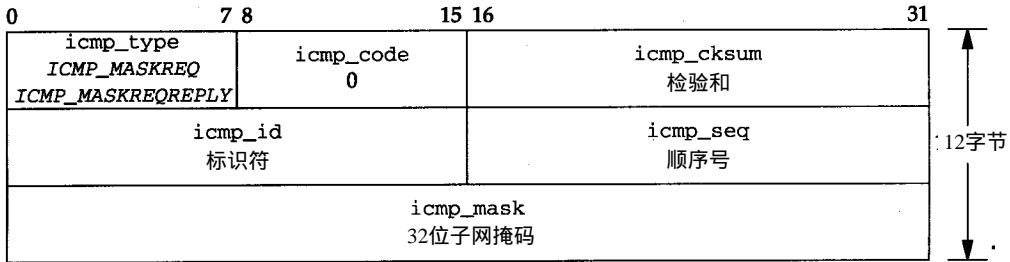 0 7 8 15 16 31
icmp_type
ICMP_MASKREQ
ICMP_MASKREQREPLY
icmp_code
0
icmp_cksum
检验和
icmp_id
标识符
icmp_seq
顺序号
12字节
icmp_mask
32位子网掩码